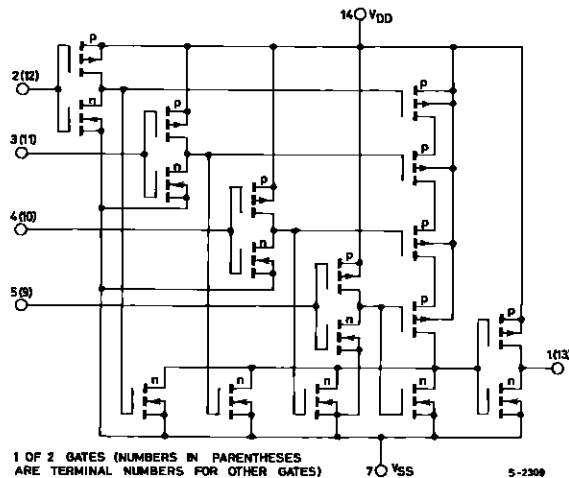 14 VDD
p
2(12)
n
p
p
3(11)
n
p
p
4(10)
n
p
p
5(9)
p
n
p
1(13)
n
n
n
n
n
1 OF 2 GATES (NUMBERS IN PARENTHESES
ARE TERMINAL NUMBERS FOR OTHER GATES)
7 VSS
S-2309